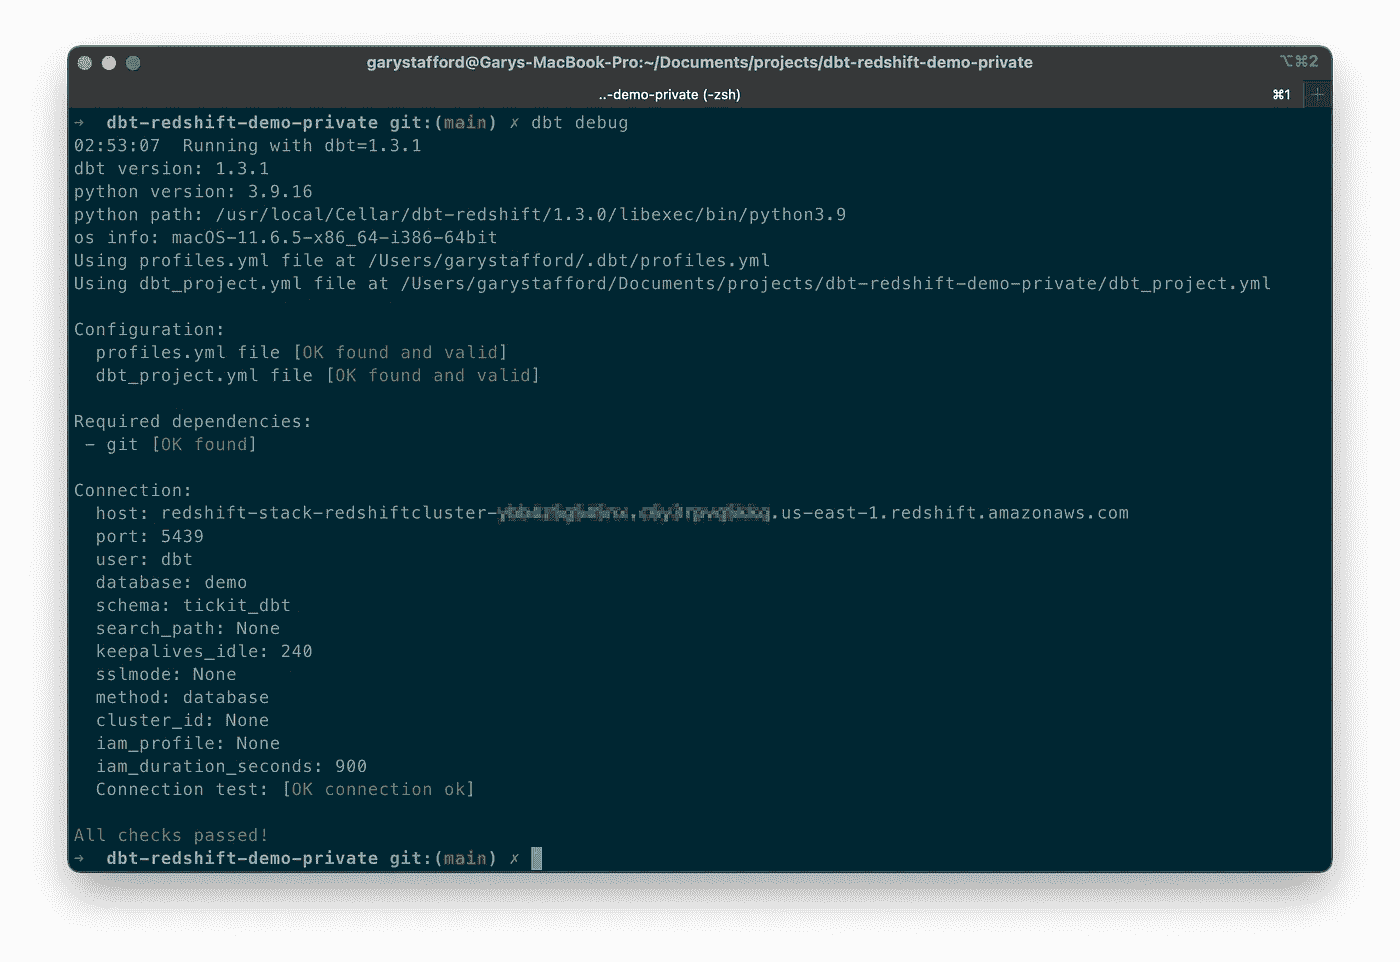 garystafford@Garys-MacBook-Pro:~/Documents/projects/dbt-redshift-demo-private ⌥⌘2
..-demo-private (-zsh) ⌘1 +
→ dbt-redshift-demo-private git:(main) ✗ dbt debug
02:53:07  Running with dbt=1.3.1
dbt version: 1.3.1
python version: 3.9.16
python path: /usr/local/Cellar/dbt-redshift/1.3.0/libexec/bin/python3.9
os info: macOS-11.6.5-x86_64-i386-64bit
Using profiles.yml file at /Users/garystafford/.dbt/profiles.yml
Using dbt_project.yml file at /Users/garystafford/Documents/projects/dbt-redshift-demo-private/dbt_project.yml
Configuration:
profiles.yml file [OK found and valid]
dbt_project.yml file [OK found and valid]
Required dependencies:
- git [OK found]
Connection:
host: redshift-stack-redshiftcluster- .us-east-1.redshift.amazonaws.com
port: 5439
user: dbt
database: demo
schema: tickit_dbt
search_path: None
keepalives_idle: 240
sslmode: None
method: database
cluster_id: None
iam_profile: None
iam_duration_seconds: 900
Connection test: [OK connection ok]
All checks passed!
→ dbt-redshift-demo-private git:(main) ✗